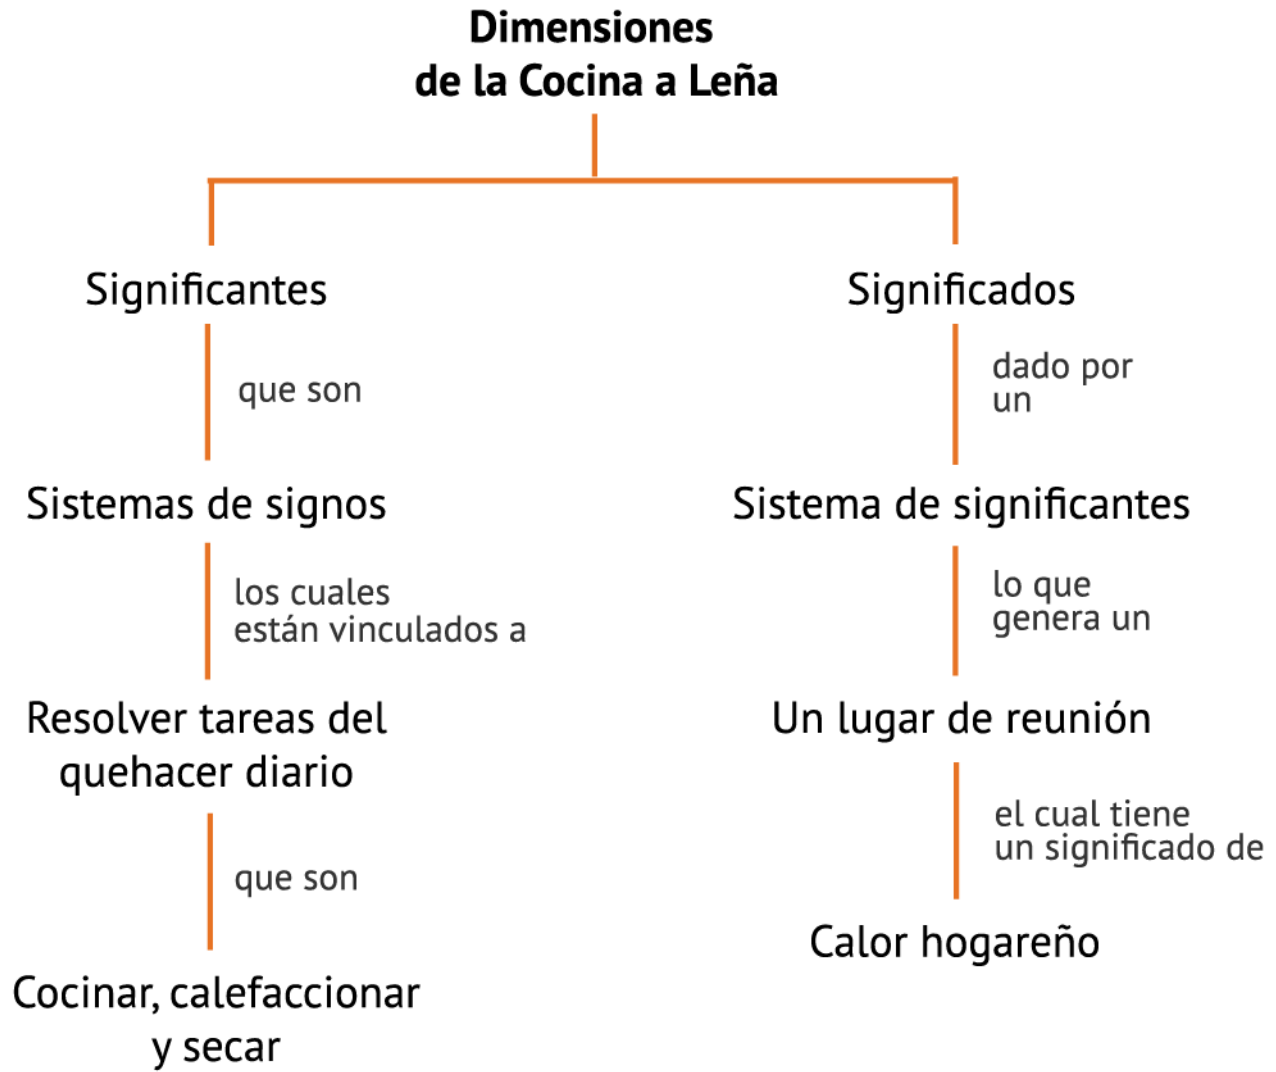 Dimensiones
de la Cocina a Leña
Significantes
que son
Sistemas de signos
los cuales
están vinculados a
Resolver tareas del
quehacer diario
que son
Cocinar, calefaccionar
y secar
Significados
dado por
un
Sistema de significantes
lo que
genera un
Un lugar de reunión
el cual tiene
un significado de
Calor hogareño